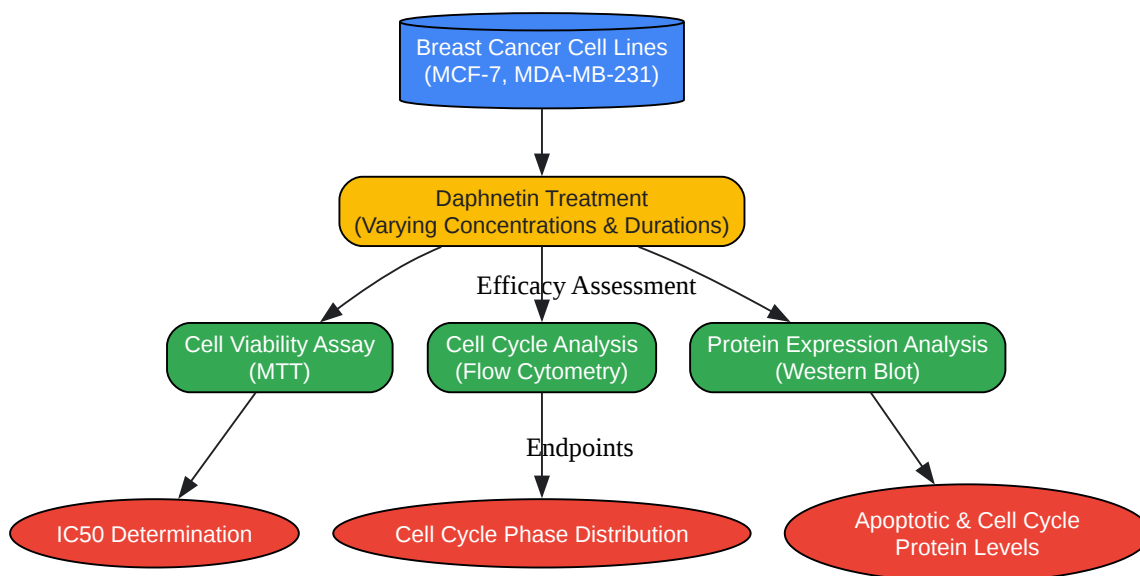 Breast Cancer Cell Lines
(MCF-7, MDA-MB-231)
Daphnetin Treatment
(Varying Concentrations & Durations)
Efficacy Assessment
Cell Viability Assay
(MTT)
Cell Cycle Analysis
(Flow Cytometry)
Protein Expression Analysis
(Western Blot)
Endpoints
IC50 Determination
Cell Cycle Phase Distribution
Apoptotic & Cell Cycle
Protein Levels